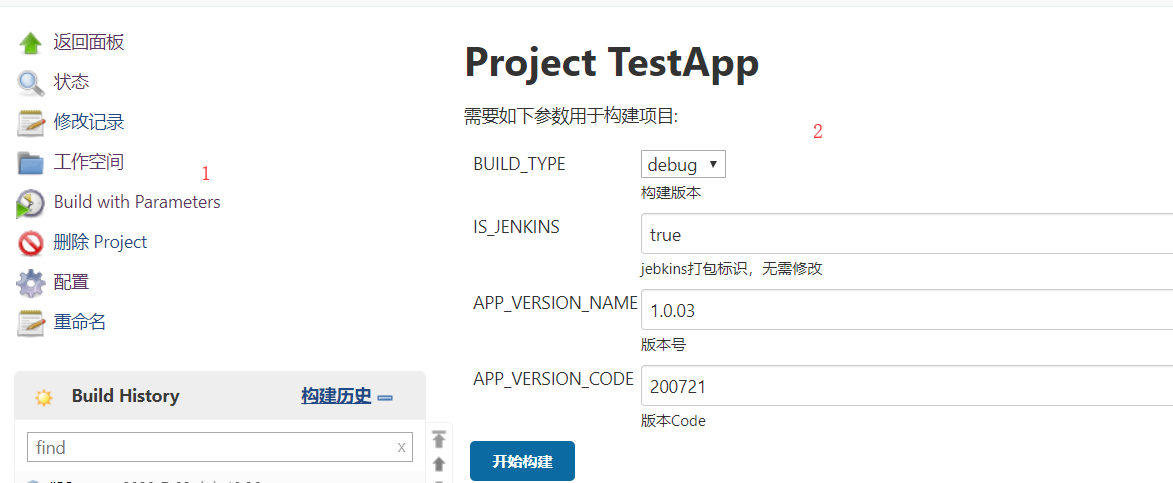 返回面板
状态
修改记录
工作空间
1
Build with Parameters
删除 Project
配置
重命名
Build History 构建历史
find x
Project TestApp
需要如下参数用于构建项目:
2
BUILD_TYPE debug
构建版本
IS_JENKINS true
jebkins打包标识，无需修改
APP_VERSION_NAME 1.0.03
版本号
APP_VERSION_CODE 200721
版本Code
开始构建